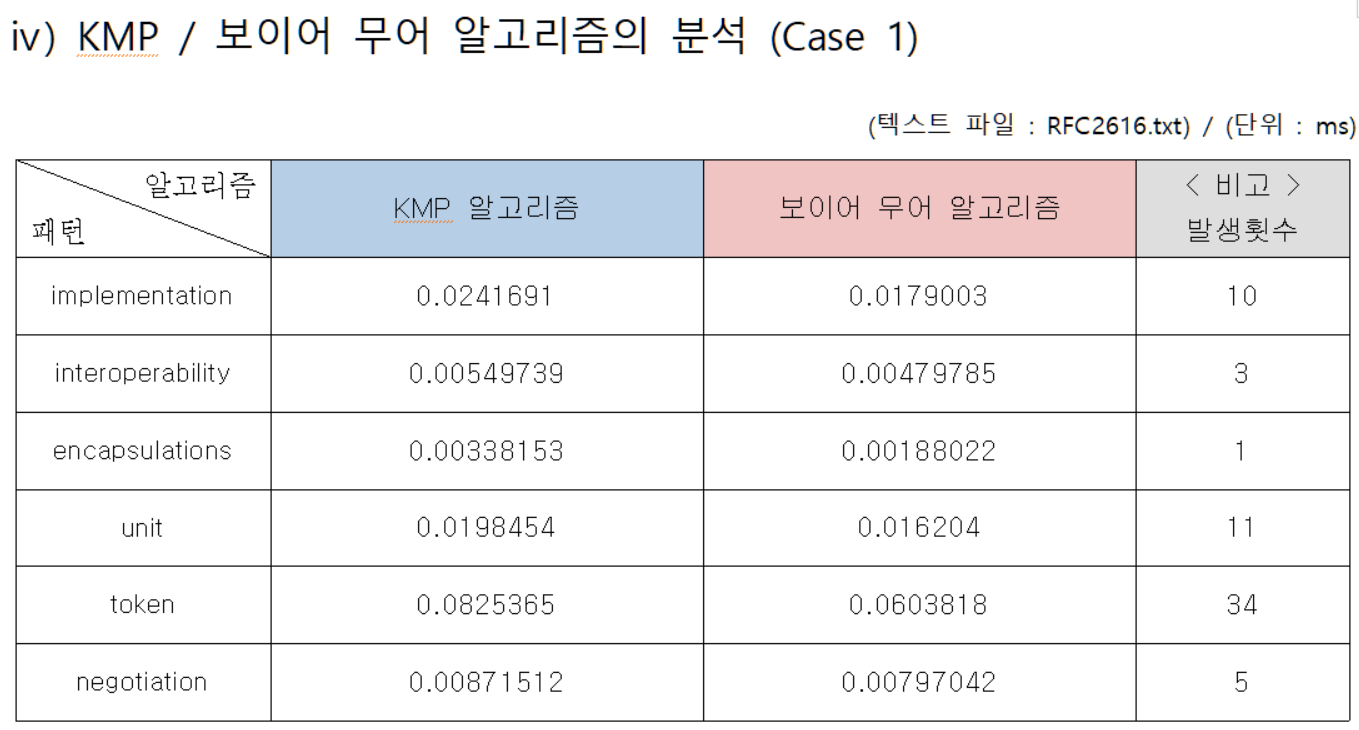 iv) KMP / 보이어 무어 알고리즘의 분석 (Case 1)
(텍스트 파일 : RFC2616.txt) / (단위 : ms)
알고리즘
패턴
KMP 알고리즘
보이어 무어 알고리즘
< 비고 >
발생횟수
implementation 0.0241691 0.0179003 10
interoperability 0.00549739 0.00479785 3
encapsulations 0.00338153 0.00188022 1
unit 0.0198454 0.016204 11
token 0.0825365 0.0603818 34
negotiation 0.00871512 0.00797042 5